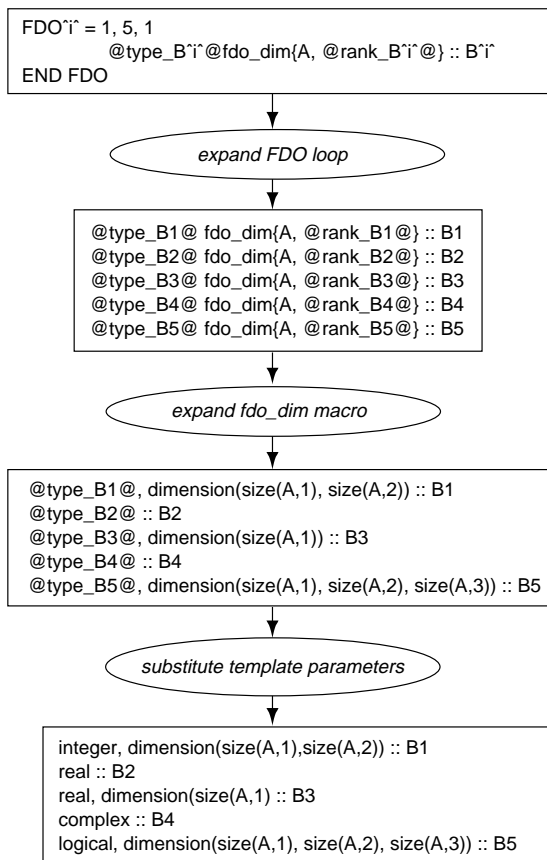 FDOˆiˆ = 1, 5, 1
@type_Bˆiˆ@fdo_dim{A, @rank_Bˆiˆ@} :: Bˆiˆ
END FDO
expand FDO loop
@type_B1@ fdo_dim{A, @rank_B1@} :: B1
@type_B2@ fdo_dim{A, @rank_B2@} :: B2
@type_B3@ fdo_dim{A, @rank_B3@} :: B3
@type_B4@ fdo_dim{A, @rank_B4@} :: B4
@type_B5@ fdo_dim{A, @rank_B5@} :: B5
expand fdo_dim macro
@type_B1@, dimension(size(A,1), size(A,2)) :: B1
@type_B2@ :: B2
@type_B3@, dimension(size(A,1)) :: B3
@type_B4@ :: B4
@type_B5@, dimension(size(A,1), size(A,2), size(A,3)) :: B5
substitute template parameters
integer, dimension(size(A,1),size(A,2)) :: B1
real :: B2
real, dimension(size(A,1) :: B3
complex :: B4
logical, dimension(size(A,1), size(A,2), size(A,3)) :: B5